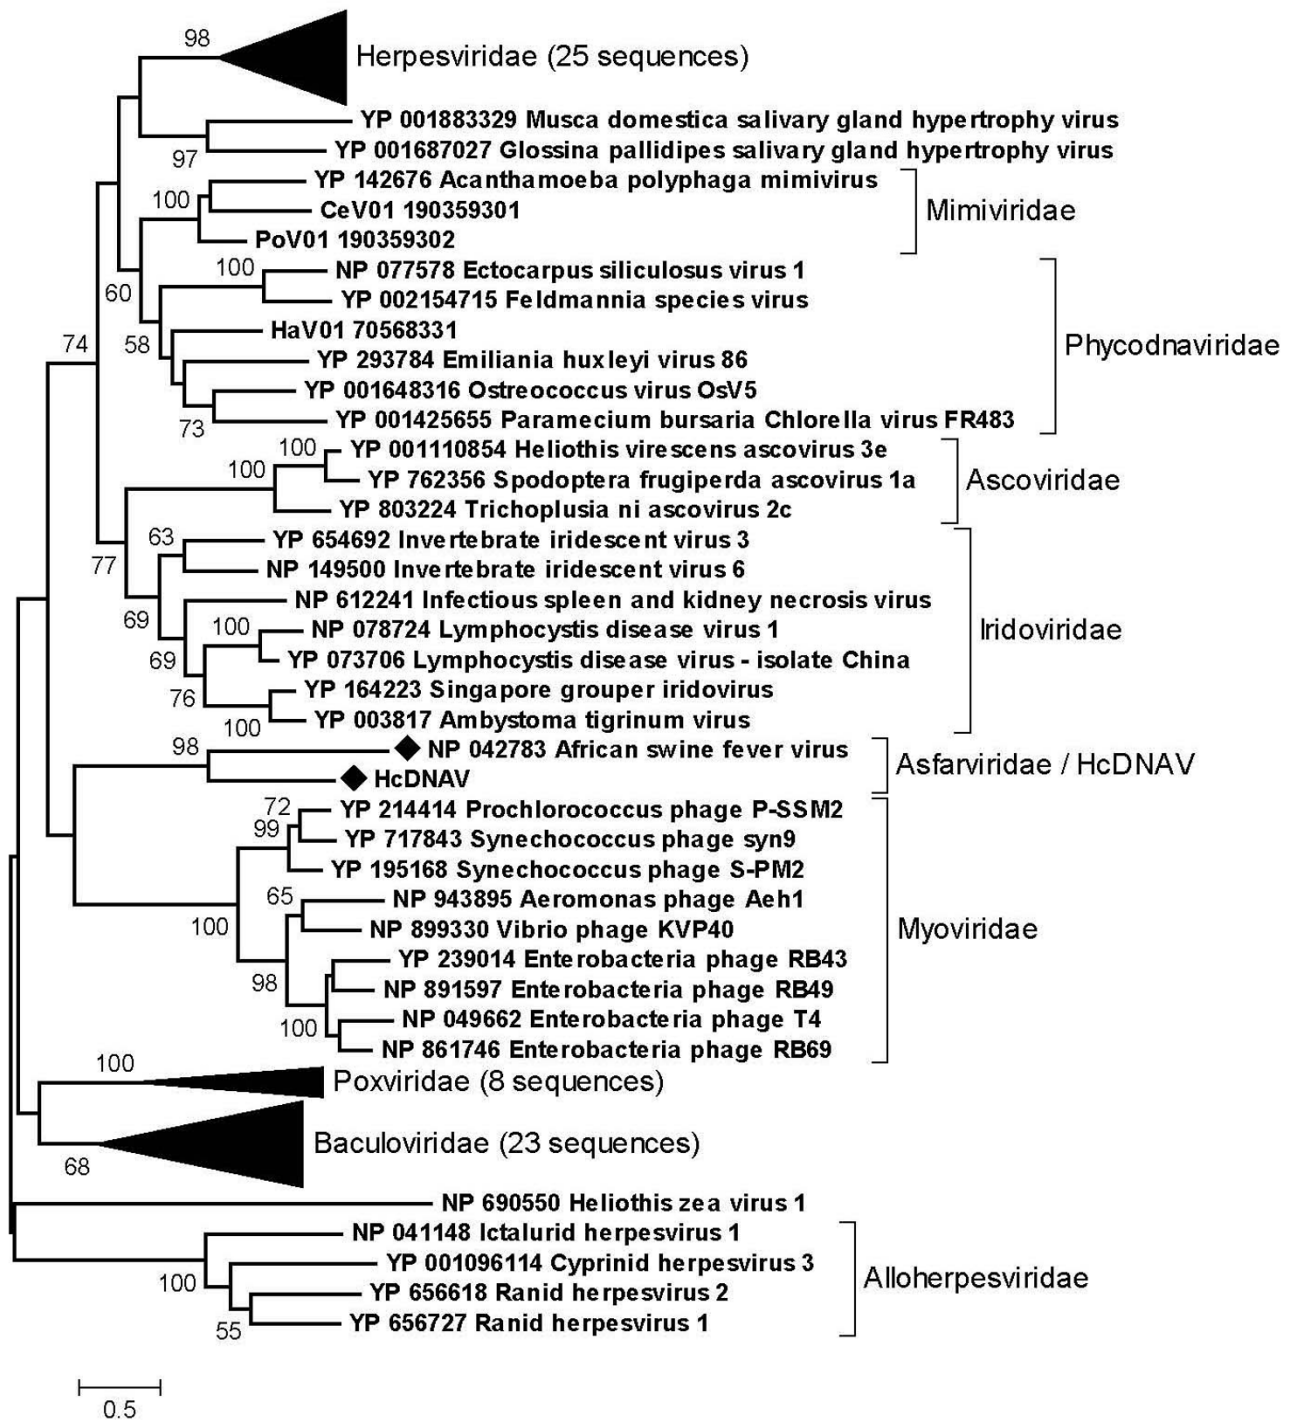 98
Herpesviridae (25 sequences)
YP 001883329 Musca domestica salivary gland hypertrophy virus
97
YP 001687027 Glossina pallidipes salivary gland hypertrophy virus
YP 142676 Acanthamoeba polyphaga mimivirus
100
CeV01 190359301
Mimiviridae
PoV01 190359302
100
NP 077578 Ectocarpus siliculosus virus 1
60
YP 002154715 Feldmannia species virus
HaV01 70568331
74
58
Phycodnaviridae
YP 293784 Emiliania huxleyi virus 86
YP 001648316 Ostreococcus virus OsV5
YP 001425655 Paramecium bursaria Chlorella virus FR483
73
100
YP 001110854 Heliothis virescens ascovirus 3e
100
YP 762356 Spodoptera frugiperda ascovirus 1a
Ascoviridae
YP 803224 Trichoplusia ni ascovirus 2c
63
YP 654692 Invertebrate iridescent virus 3
77
NP 149500 Invertebrate iridescent virus 6
NP 612241 Infectious spleen and kidney necrosis virus
69
100
NP 078724 Lymphocystis disease virus 1
Iridoviridae
69
YP 073706 Lymphocystis disease virus - isolate China
YP 164223 Singapore grouper iridovirus
76
YP 003817 Ambystoma tigrinum virus
100
98
NP 042783 African swine fever virus
Asfarviridae / HcDNAV
HcDNAV
72
YP 214414 Prochlorococcus phage P-SSM2
99
YP 717843 Synechococcus phage syn9
YP 195168 Synechococcus phage S-PM2
65
NP 943895 Aeromonas phage Aeh1
100
NP 899330 Vibrio phage KVP40
Myoviridae
YP 239014 Enterobacteria phage RB43
98
NP 891597 Enterobacteria phage RB49
NP 049662 Enterobacteria phage T4
100
NP 861746 Enterobacteria phage RB69
100
Poxviridae (8 sequences)
Baculoviridae (23 sequences)
68
NP 690550 Heliothis zea virus 1
NP 041148 Ictalurid herpesvirus 1
YP 001096114 Cyprinid herpesvirus 3
100
Alloherpesviridae
YP 656618 Ranid herpesvirus 2
YP 656727 Ranid herpesvirus 1
55
0.5